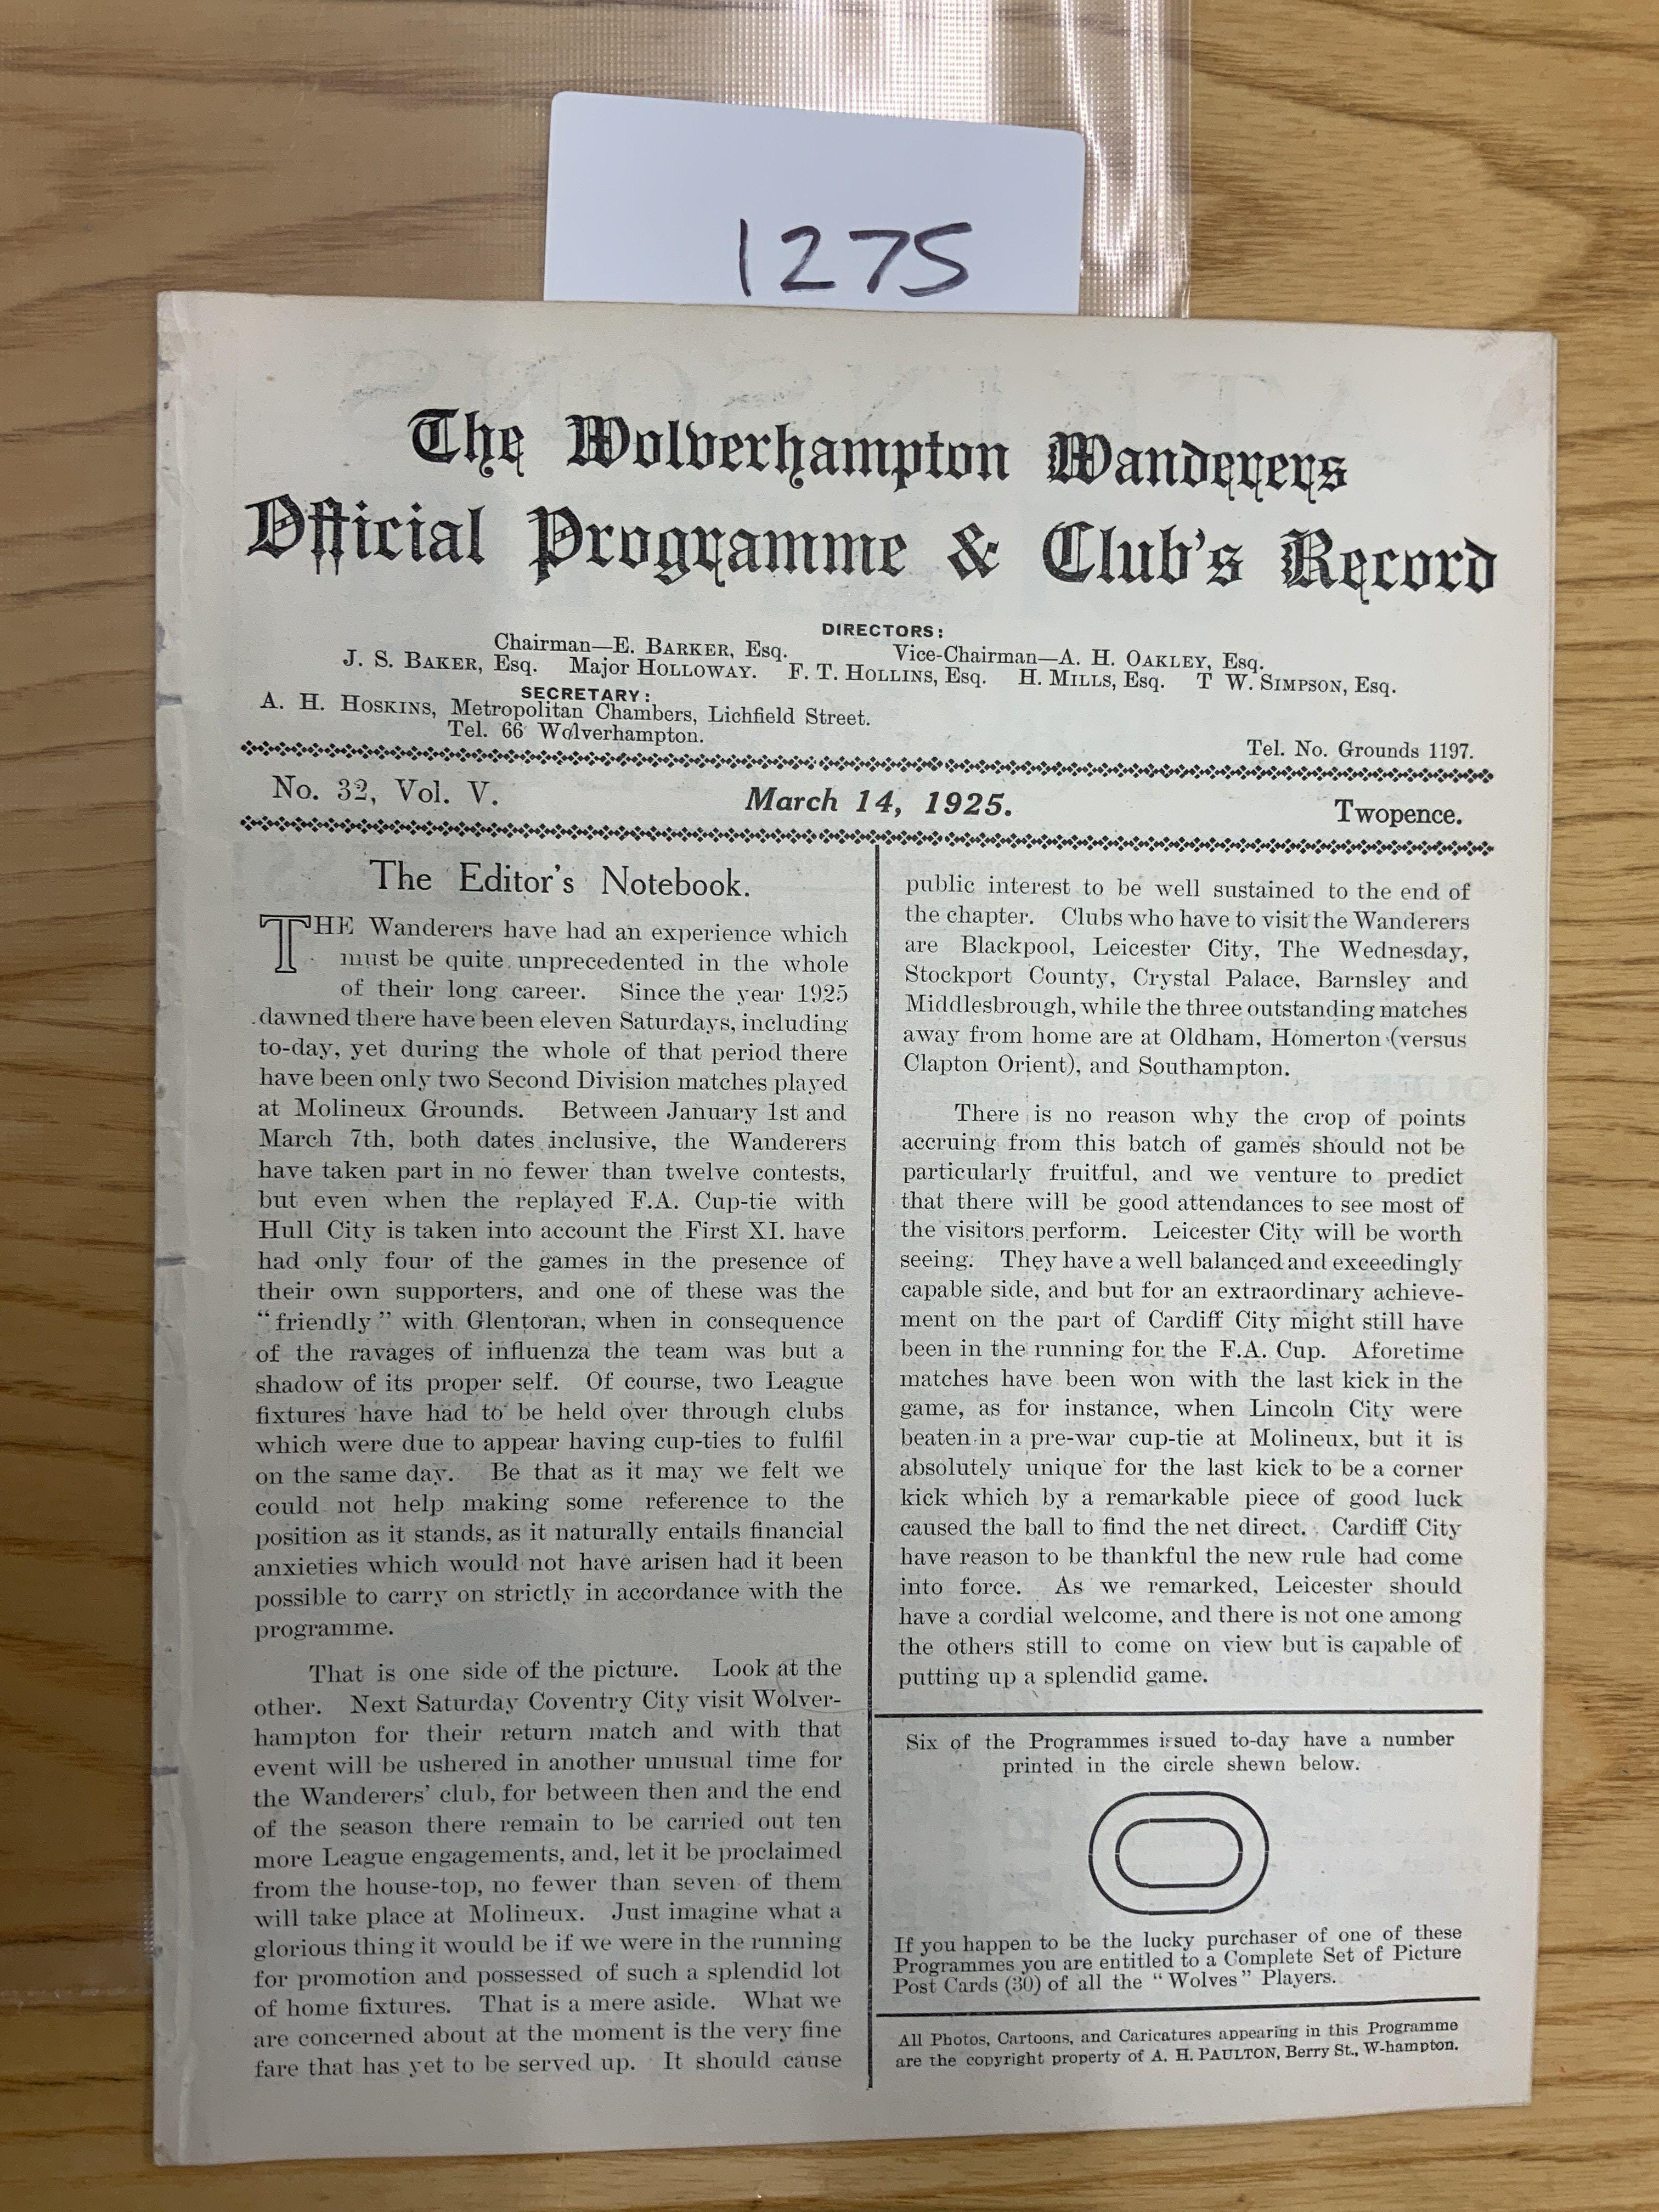 1275
The Wolverhampton Wanderers
Official Programme & Club's Record
DIRECTORS:
Chairman—E. BARKER, Esq. Vice-Chairman—A. H. OAKLEY, Esq.
J. S. BAKER, Esq. Major HOLLOWAY. F. T. HOLLINS, Esq. H. MILLS, Esq. T W. SIMPSON, Esq.
SECRETARY:
A. H. HOSKINS, Metropolitan Chambers, Lichfield Street.
Tel. 66 Wolverhampton.
Tel. No. Grounds 1197.
No. 32, Vol. V. March 14, 1925. Twopence.
The Editor's Notebook.
THE Wanderers have had an experience which
must be quite unprecedented in the whole
of their long career. Since the year 1925
dawned there have been eleven Saturdays, including
to-day, yet during the whole of that period there
have been only two Second Division matches played
at Molineux Grounds. Between January 1st and
March 7th, both dates inclusive, the Wanderers
have taken part in no fewer than twelve contests,
but even when the replayed F.A. Cup-tie with
Hull City is taken into account the First XI. have
had only four of the games in the presence of
their own supporters, and one of these was the
"friendly" with Glentoran, when in consequence
of the ravages of influenza the team was but a
shadow of its proper self. Of course, two League
fixtures have had to be held over through clubs
which were due to appear having cup-ties to fulfil
on the same day. Be that as it may we felt we
could not help making some reference to the
position as it stands, as it naturally entails financial
anxieties which would not have arisen had it been
possible to carry on strictly in accordance with the
programme.
That is one side of the picture. Look at the
other. Next Saturday Coventry City visit Wolver-
hampton for their return match and with that
event will be ushered in another unusual time for
the Wanderers' club, for between then and the end
of the season there remain to be carried out ten
more League engagements, and, let it be proclaimed
from the house-top, no fewer than seven of them
will take place at Molineux. Just imagine what a
glorious thing it would be if we were in the running
for promotion and possessed of such a splendid lot
of home fixtures. That is a mere aside. What we
are concerned about at the moment is the very fine
fare that has yet to be served up. It should cause
public interest to be well sustained to the end of
the chapter. Clubs who have to visit the Wanderers
are Blackpool, Leicester City, The Wednesday,
Stockport County, Crystal Palace, Barnsley and
Middlesbrough, while the three outstanding matches
away from home are at Oldham, Homerton (versus
Clapton Orient), and Southampton.
There is no reason why the crop of points
accruing from this batch of games should not be
particularly fruitful, and we venture to predict
that there will be good attendances to see most of
the visitors perform. Leicester City will be worth
seeing. They have a well balanced and exceedingly
capable side, and but for an extraordinary achieve-
ment on the part of Cardiff City might still have
been in the running for the F.A. Cup. Aforetime
matches have been won with the last kick in the
game, as for instance, when Lincoln City were
beaten in a pre-war cup-tie at Molineux, but it is
absolutely unique for the last kick to be a corner
kick which by a remarkable piece of good luck
caused the ball to find the net direct. Cardiff City
have reason to be thankful the new rule had come
into force. As we remarked, Leicester should
have a cordial welcome, and there is not one among
the others still to come on view but is capable of
putting up a splendid game.
Six of the Programmes issued to-day have a number
printed in the circle shewn below.
If you happen to be the lucky purchaser of one of these
Programmes you are entitled to a Complete Set of Picture
Post Cards (30) of all the "Wolves" Players.
All Photos, Cartoons, and Caricatures appearing in this Programme
are the copyright property of A. H. PAULTON, Berry St., W-hampton.